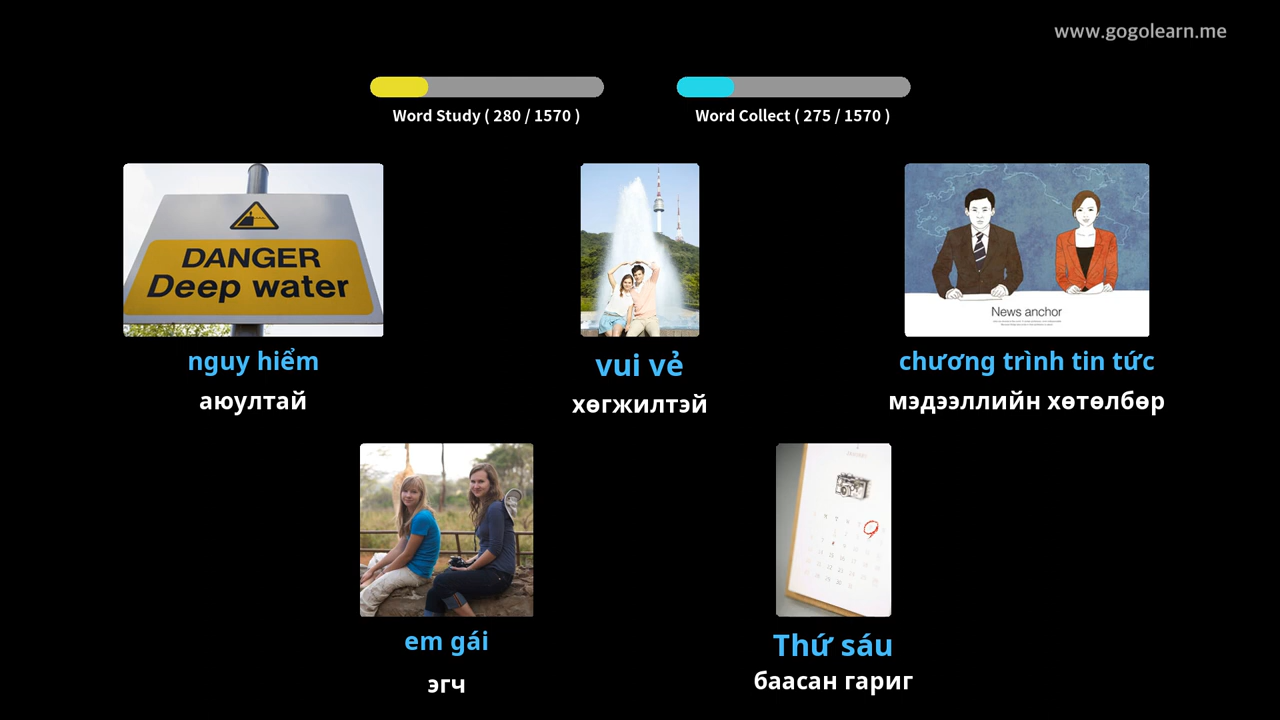 www.gogolearn.me
Word Study ( 280 / 1570 )
Word Collect ( 275 / 1570 )
DANGER
Deep water
News anchor
nguy hiểm
vui vẻ
chương trình tin tức
аюултай
хөгжилтэй
мэдээллийн хөтөлбөр
em gái
Thứ sáu
эгч
баасан гариг